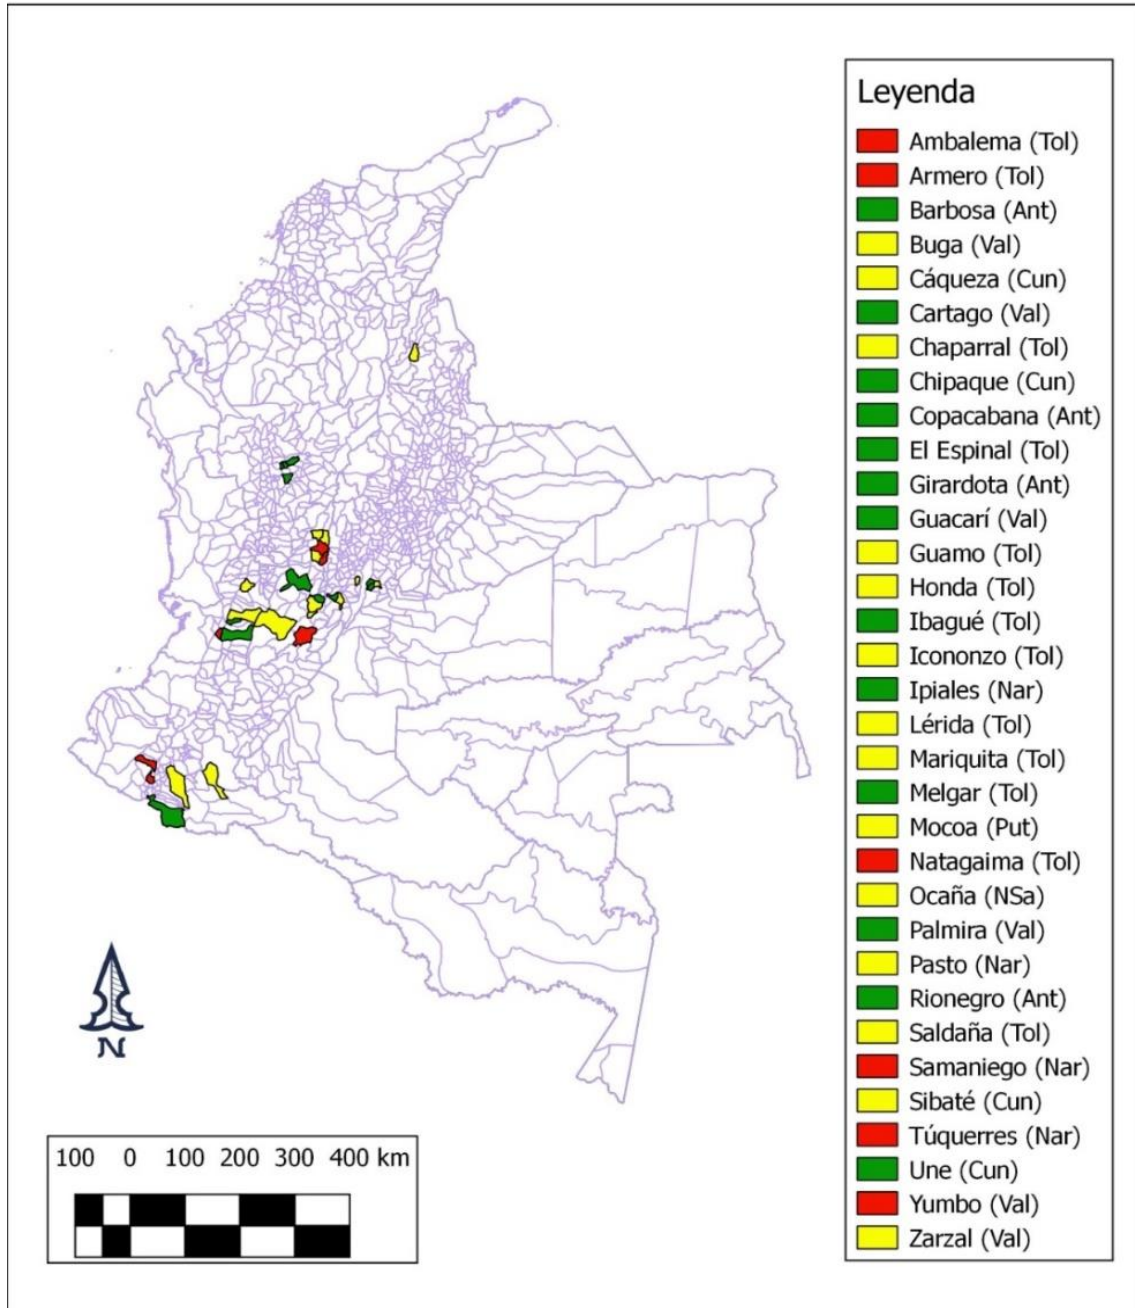 Leyenda
Ambalema (Tol)
Armero (Tol)
Barbosa (Ant)
Buga (Val)
Cáqueza (Cun)
Cartago (Val)
Chaparral (Tol)
Chipaque (Cun)
Copacabana (Ant)
El Espinal (Tol)
Girardota (Ant)
Guacarí (Val)
Guamo (Tol)
Honda (Tol)
Ibagué (Tol)
Icononzo (Tol)
Ipiales (Nar)
Lérida (Tol)
Mariquita (Tol)
Melgar (Tol)
Mocoa (Put)
Natagaima (Tol)
Ocaña (NSa)
Palmira (Val)
Pasto (Nar)
Rionegro (Ant)
Saldaña (Tol)
Samaniego (Nar)
Sibaté (Cun)
Túquerres (Nar)
Une (Cun)
Yumbo (Val)
Zarzal (Val)
N
100 0 100 200 300 400 km